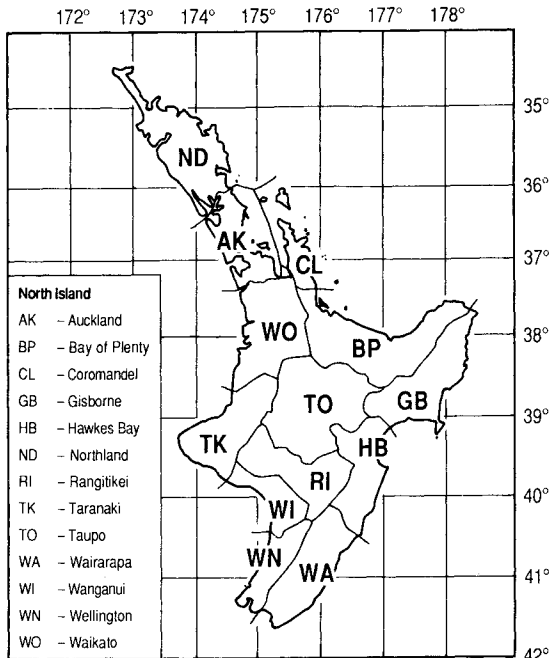 172° 173° 174° 175° 176° 177° 178°
35°
ND
36°
AK
CL
37°
North Island
AK – Auckland
BP – Bay of Plenty
CL – Coromandel
GB – Gisborne
HB – Hawkes Bay
ND – Northland
RI – Rangitikei
TK – Taranaki
TO – Taupo
WA – Wairarapa
WI – Wanganui
WN – Wellington
WO – Waikato
WO
BP
38°
TO
GB
39°
TK
HB
RI
WI
40°
WN
WA
41°
42°